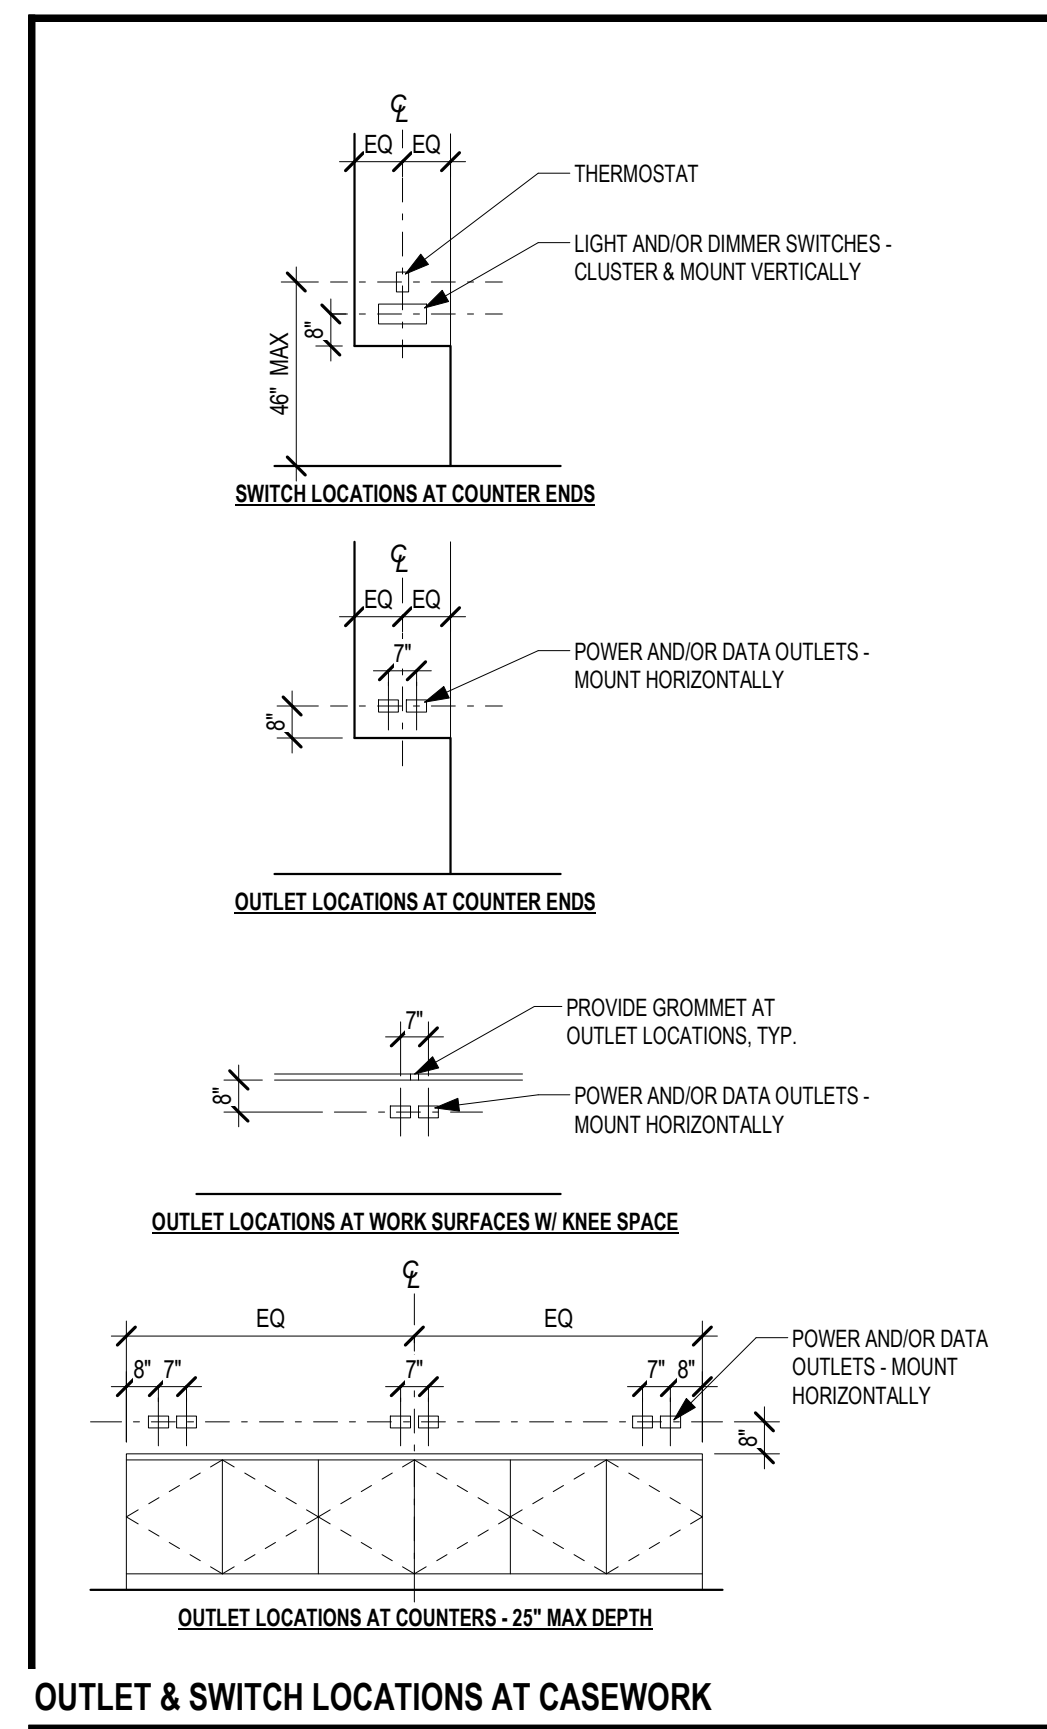 ℄
EQ EQ
THERMOSTAT
LIGHT AND/OR DIMMER SWITCHES -
CLUSTER & MOUNT VERTICALLY
8"
46" MAX
SWITCH LOCATIONS AT COUNTER ENDS
℄
EQ EQ
7"
POWER AND/OR DATA OUTLETS -
MOUNT HORIZONTALLY
8"
OUTLET LOCATIONS AT COUNTER ENDS
PROVIDE GROMMET AT
OUTLET LOCATIONS, TYP.
7"
8"
POWER AND/OR DATA OUTLETS -
MOUNT HORIZONTALLY
OUTLET LOCATIONS AT WORK SURFACES W/ KNEE SPACE
℄
EQ EQ
POWER AND/OR DATA
OUTLETS - MOUNT
HORIZONTALLY
8" 7" 7" 7" 8"
8"
OUTLET LOCATIONS AT COUNTERS - 25" MAX DEPTH
OUTLET & SWITCH LOCATIONS AT CASEWORK